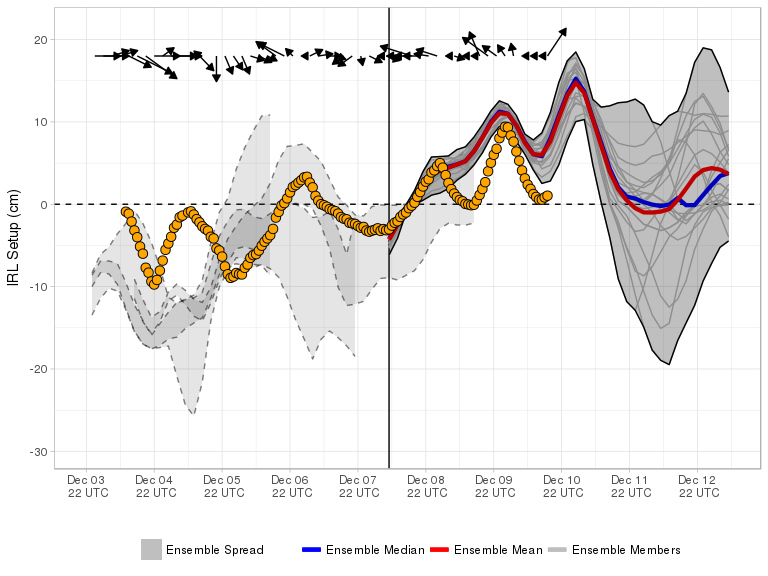 20
10
0
-10
-20
-30
IRL Setup (cm)
Dec 03 Dec 04 Dec 05 Dec 06 Dec 07 Dec 08 Dec 09 Dec 10 Dec 11 Dec 12
22 UTC 22 UTC 22 UTC 22 UTC 22 UTC 22 UTC 22 UTC 22 UTC 22 UTC 22 UTC
Ensemble Spread Ensemble Median Ensemble Mean Ensemble Members